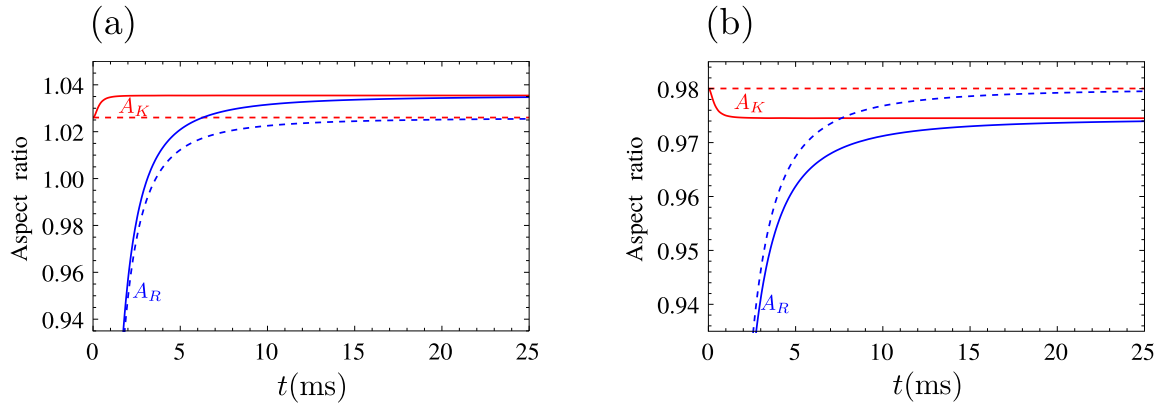 (a)
Aspect ratio
1.04
1.02
1.00
0.98
0.96
0.94
A_K
A_R
0 5 10 15 20 25
t(ms)
(b)
Aspect ratio
0.98
0.97
0.96
0.95
0.94
A_K
A_R
0 5 10 15 20 25
t(ms)